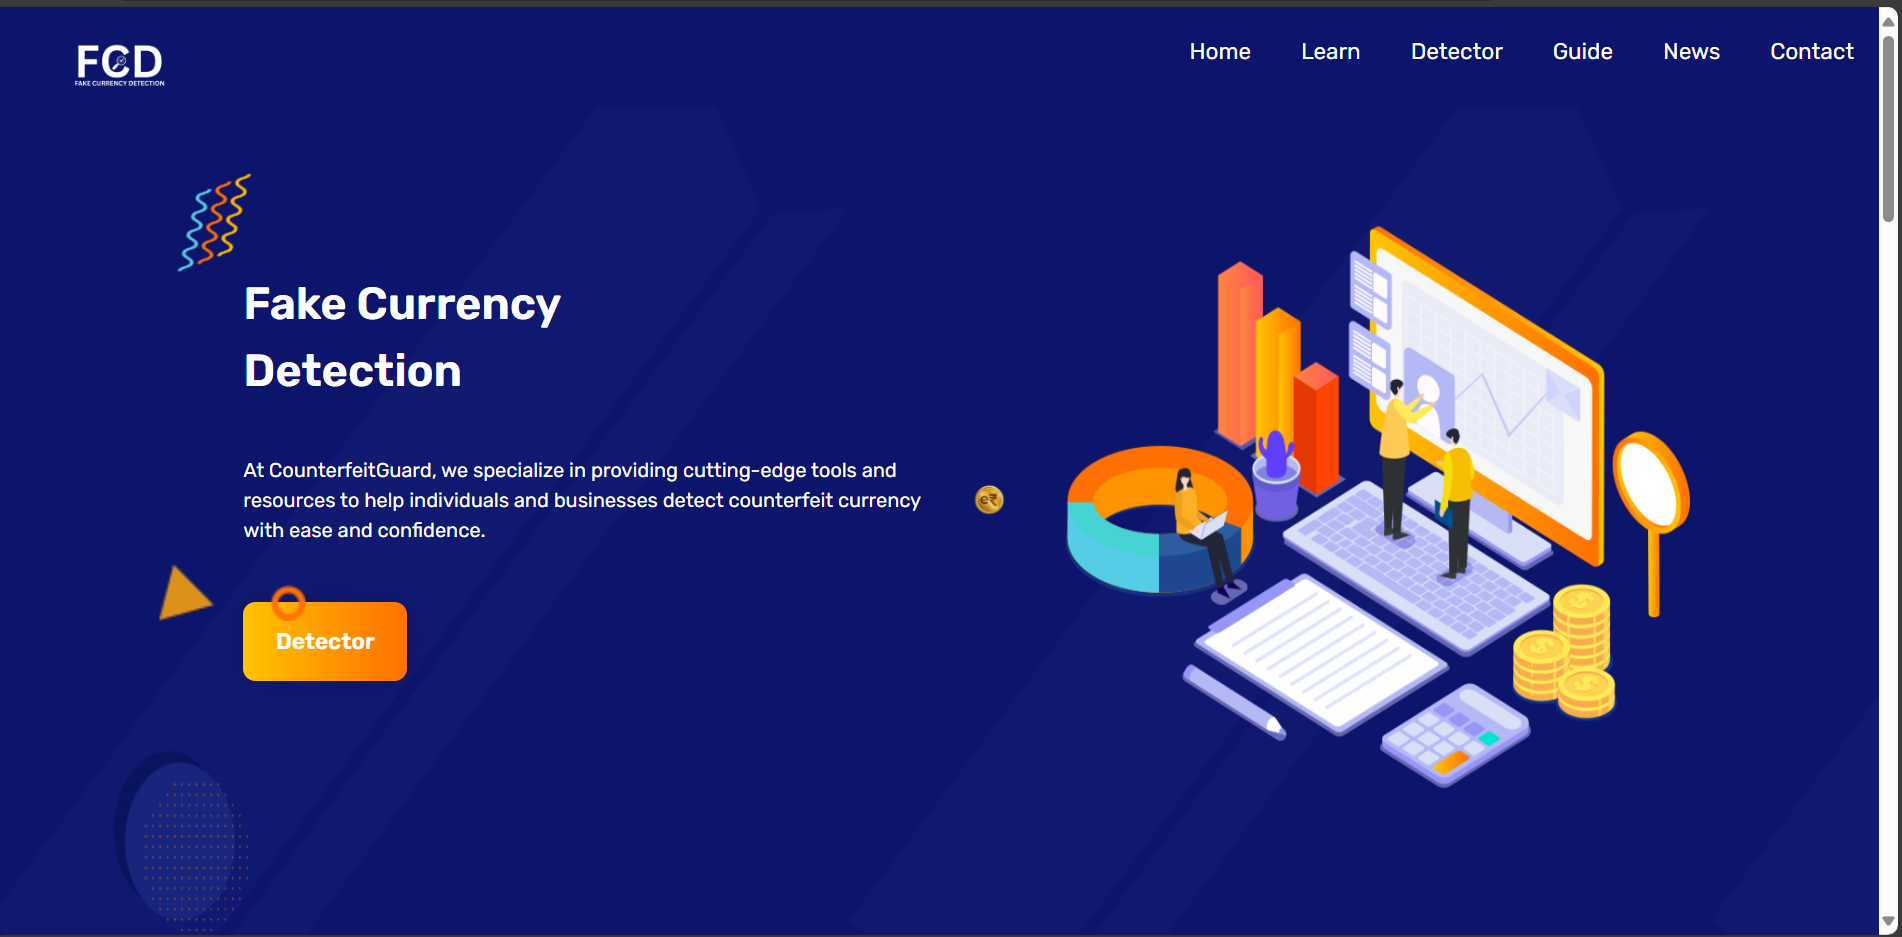 FCD
FAKE CURRENCY DETECTION
Home Learn Detector Guide News Contact
Fake Currency
Detection
At CounterfeitGuard, we specialize in providing cutting-edge tools and
resources to help individuals and businesses detect counterfeit currency
with ease and confidence.
e₹
Detector